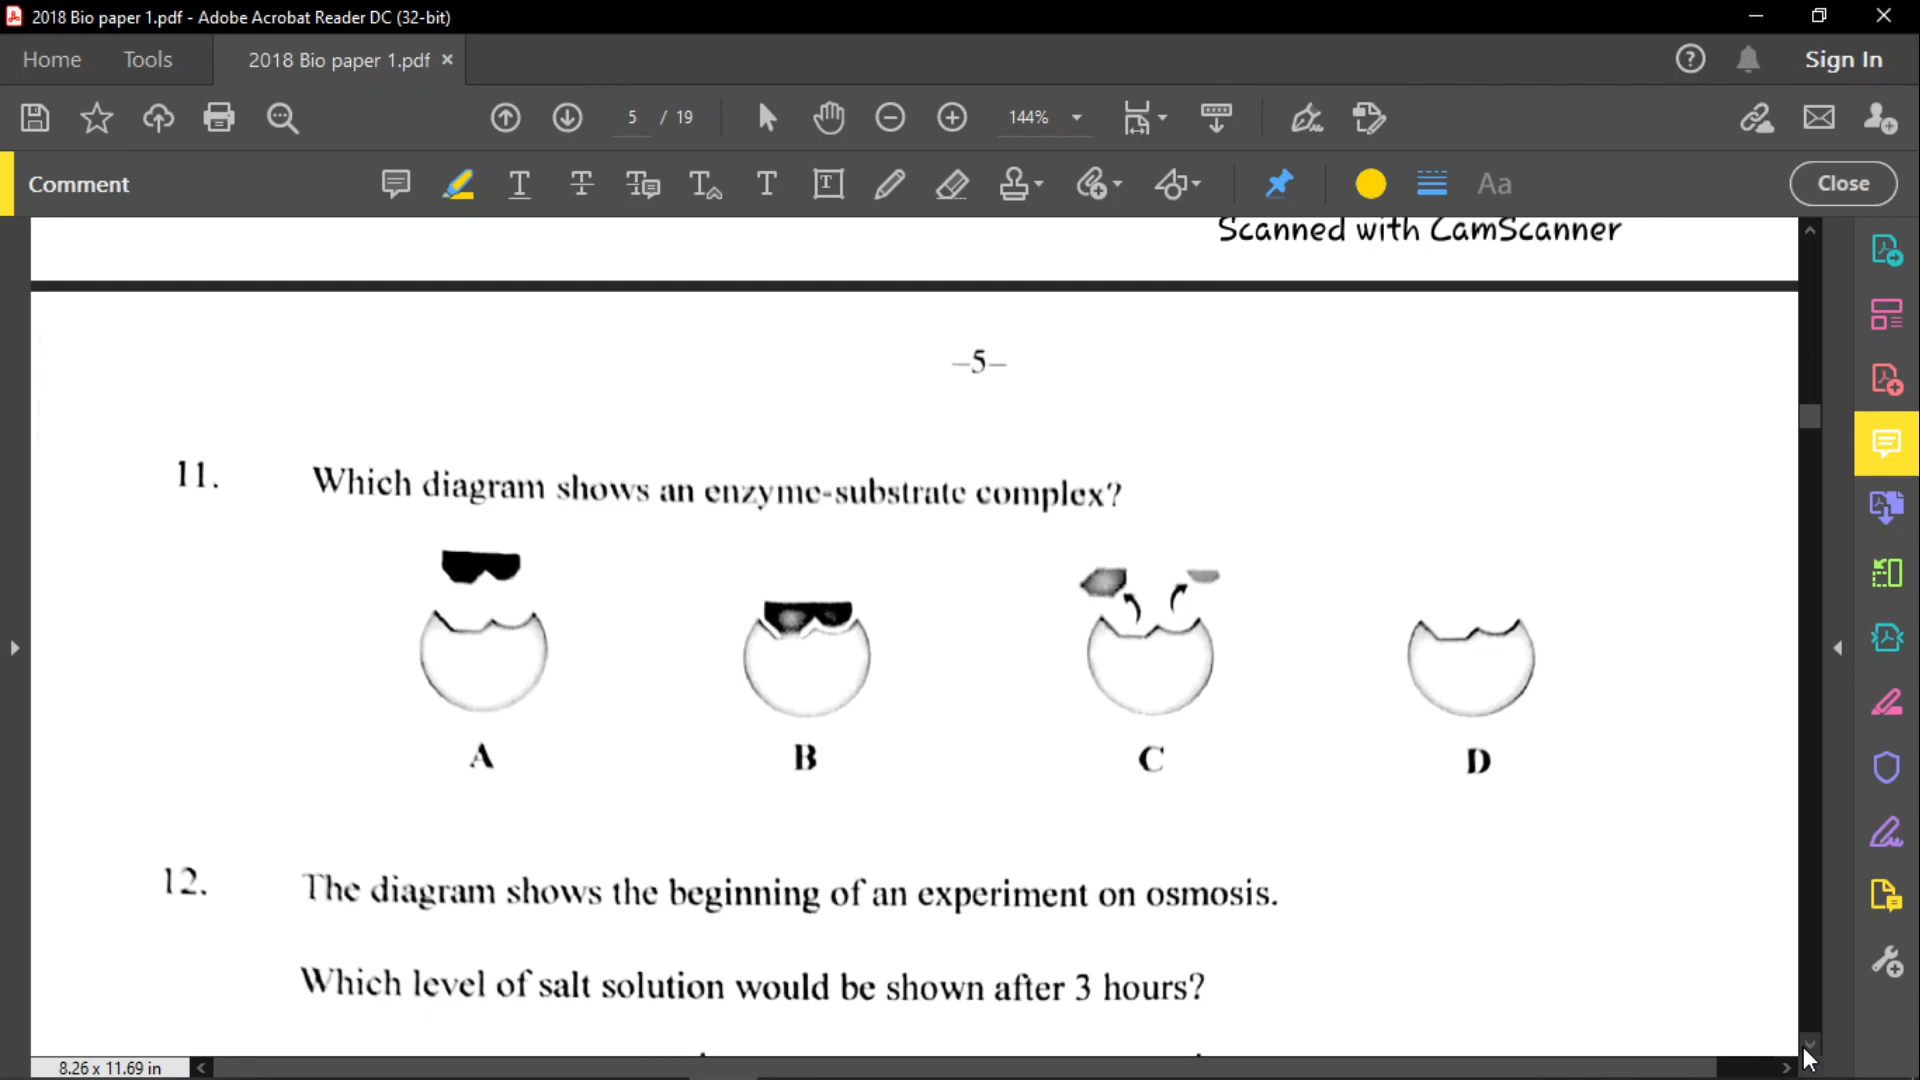 2018 Bio paper 1.pdf - Adobe Acrobat Reader DC (32-bit)
Home Tools 2018 Bio paper 1.pdf × Sign In
5 / 19 144%
Comment Aa Close
Scanned with CamScanner
–5–
11. Which diagram shows an enzyme-substrate complex?
A B C D
12. The diagram shows the beginning of an experiment on osmosis.
Which level of salt solution would be shown after 3 hours?
8.26 x 11.69 in